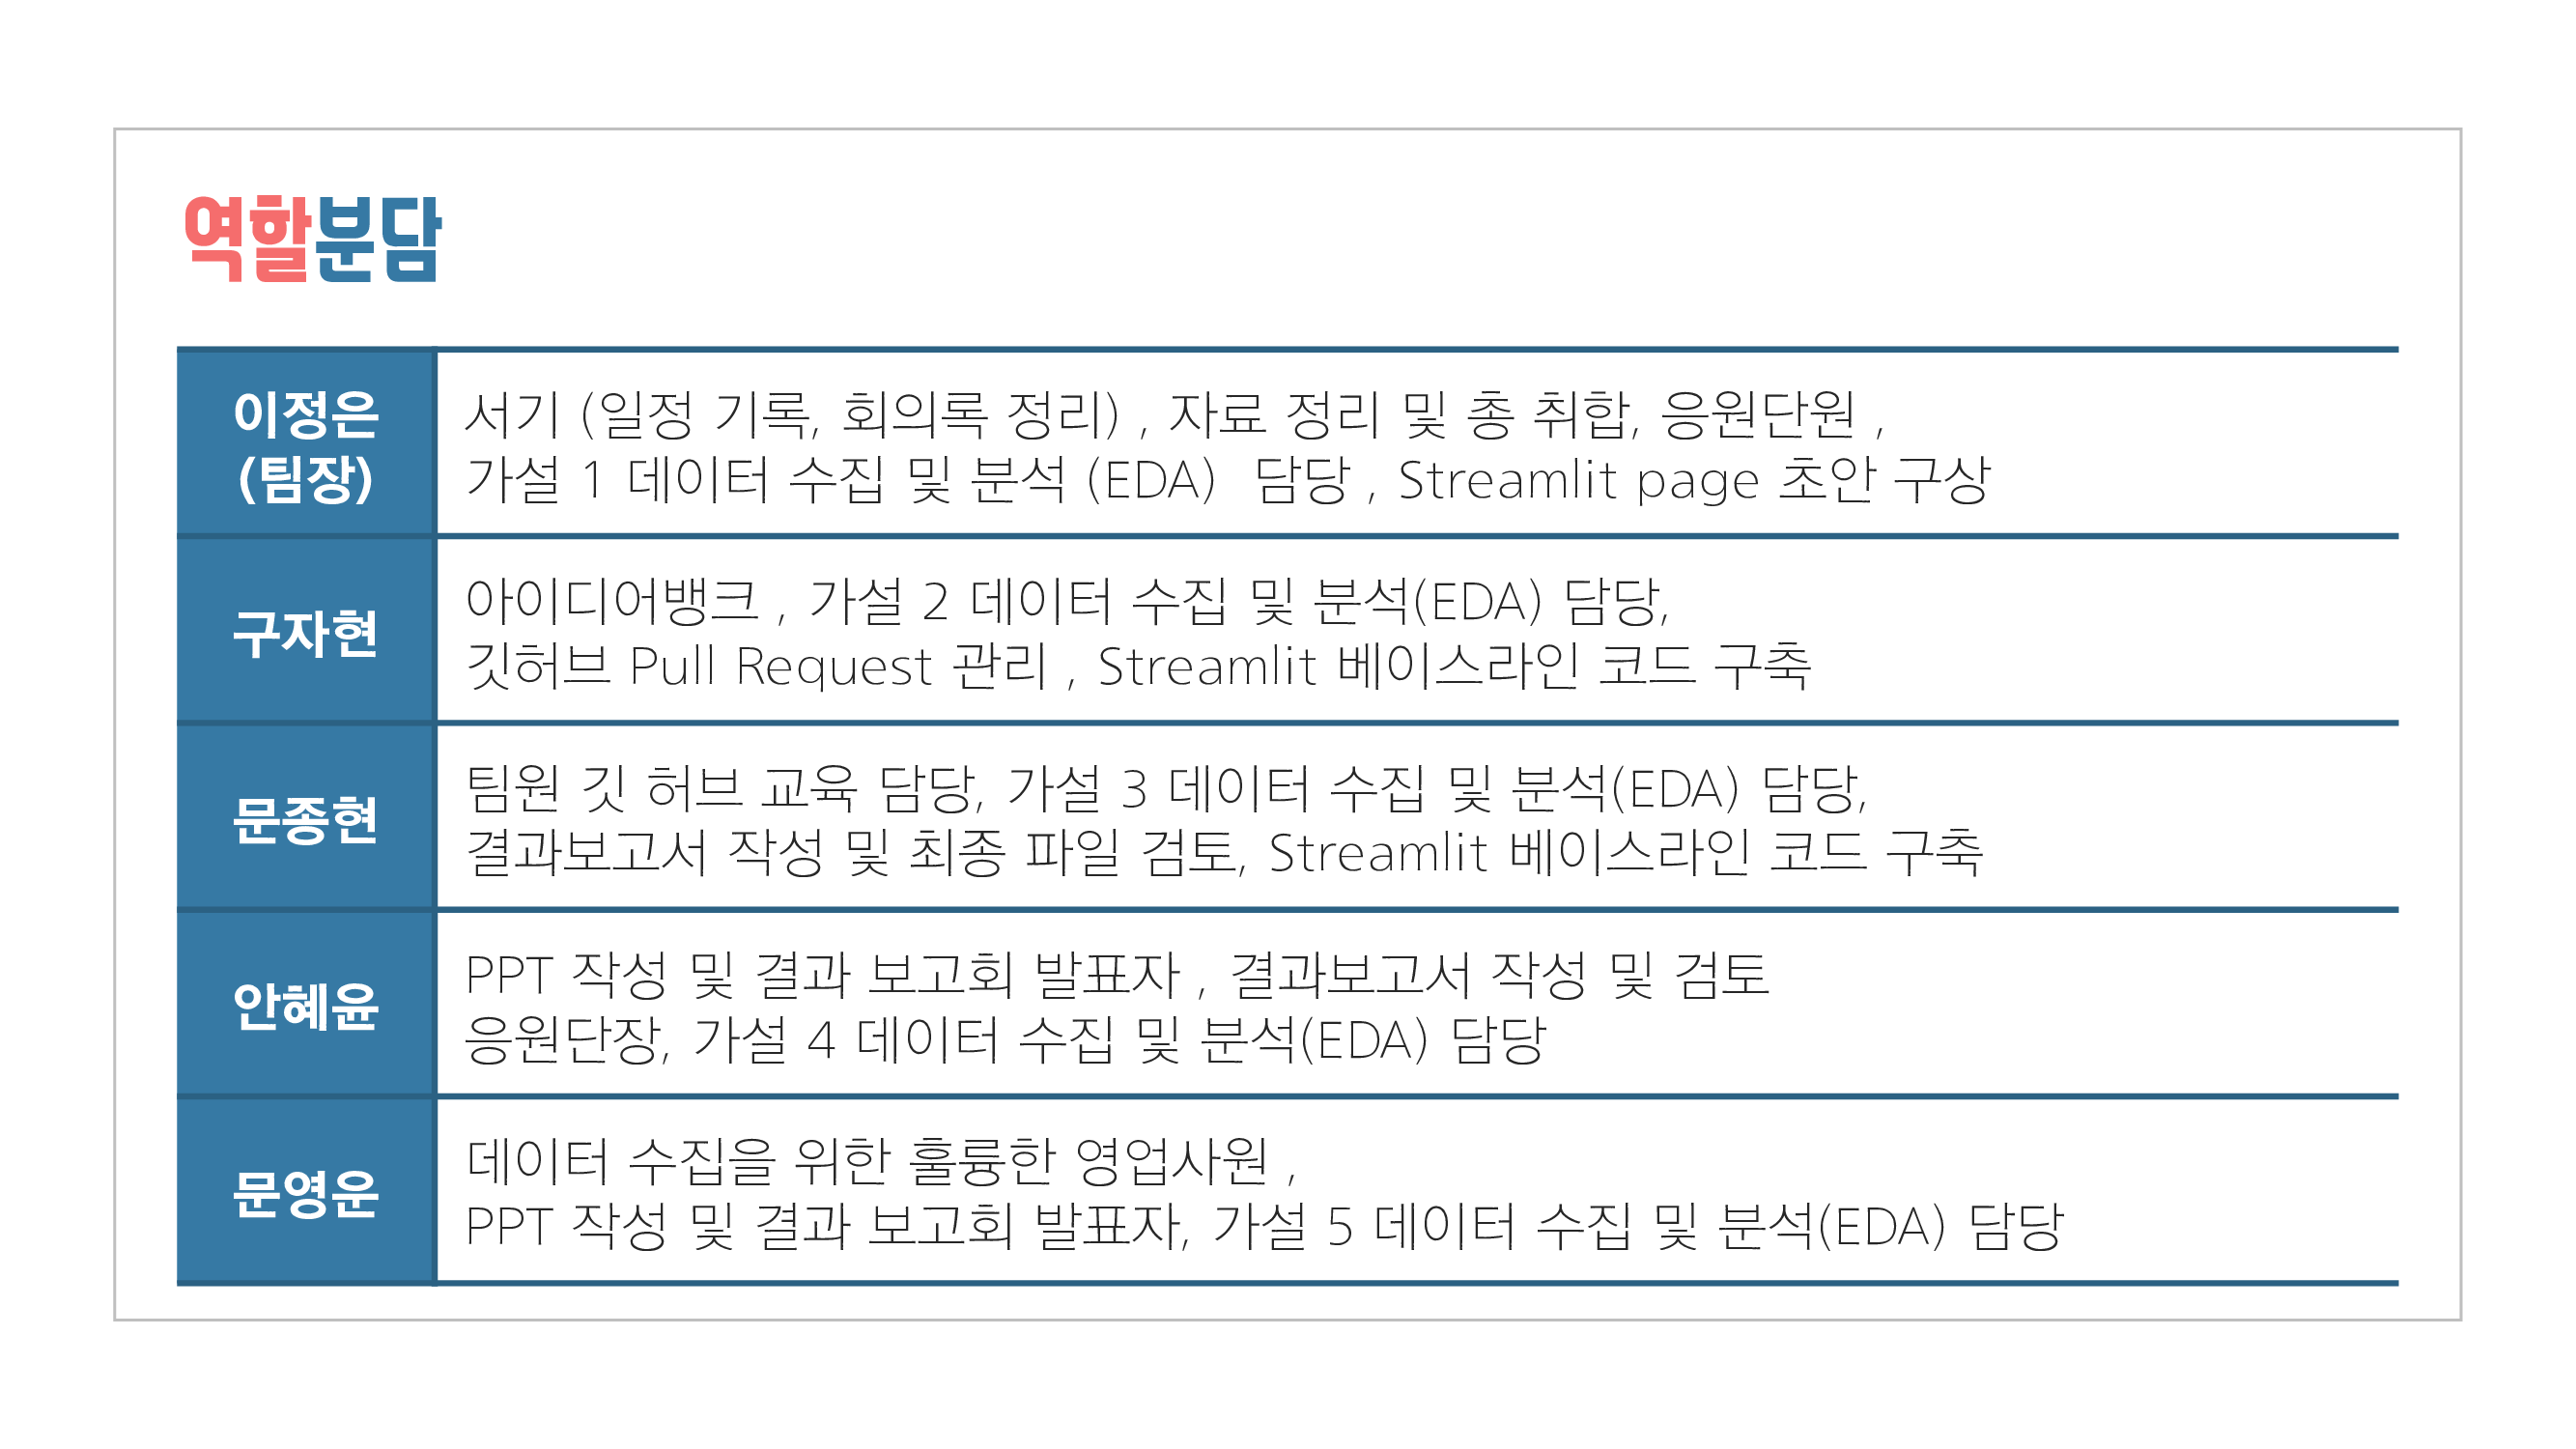 역할분담
이정은
(팀장)
서기 (일정 기록, 회의록 정리) , 자료 정리 및 총 취합, 응원단원 ,
가설 1 데이터 수집 및 분석 (EDA) 담당 , Streamlit page 초안 구상
구자현
아이디어뱅크 , 가설 2 데이터 수집 및 분석(EDA) 담당,
깃허브 Pull Request 관리 , Streamlit 베이스라인 코드 구축
문종현
팀원 깃 허브 교육 담당, 가설 3 데이터 수집 및 분석(EDA) 담당,
결과보고서 작성 및 최종 파일 검토, Streamlit 베이스라인 코드 구축
안혜윤
PPT 작성 및 결과 보고회 발표자 , 결과보고서 작성 및 검토
응원단장, 가설 4 데이터 수집 및 분석(EDA) 담당
문영운
데이터 수집을 위한 훌륭한 영업사원 ,
PPT 작성 및 결과 보고회 발표자, 가설 5 데이터 수집 및 분석(EDA) 담당